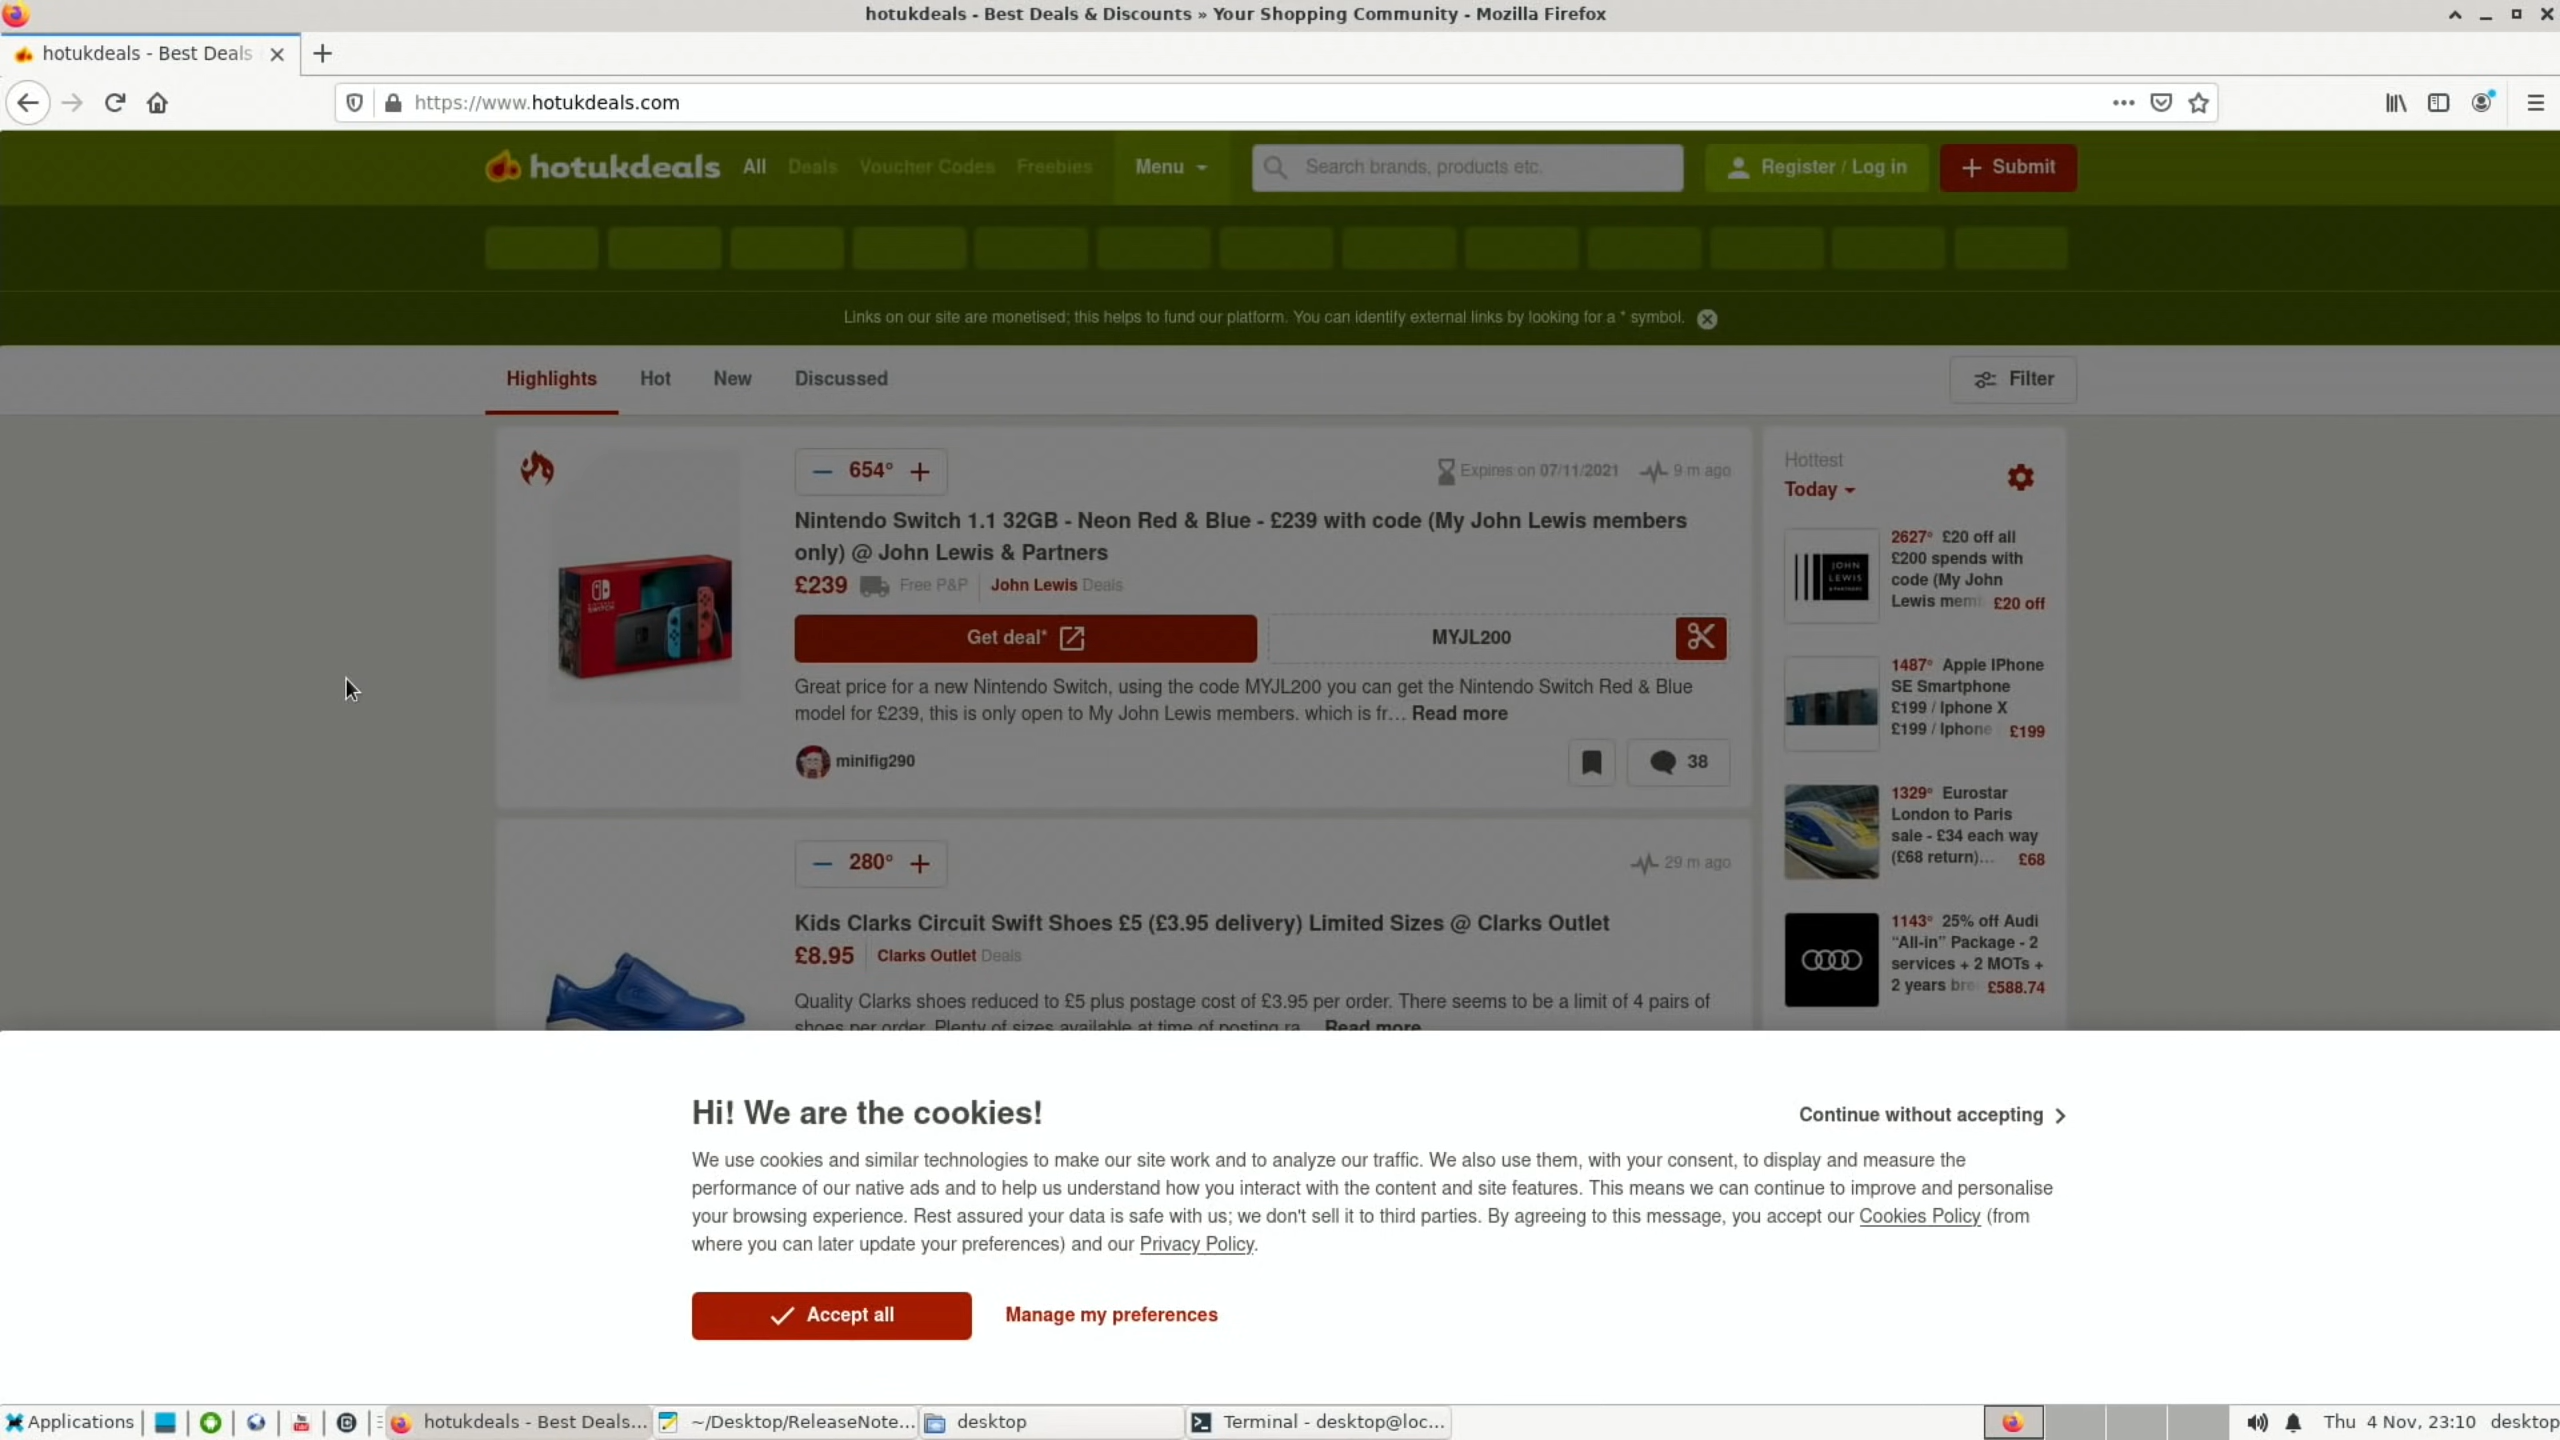 hotukdeals - Best Deals & Discounts » Your Shopping Community - Mozilla Firefox
hotukdeals - Best Deals
https://www.hotukdeals.com
hotukdeals All Deals Voucher Codes Freebies Menu Search brands, products etc. Register / Log in Submit
Links on our site are monetised; this helps to fund our platform. You can identify external links by looking for a * symbol.
Highlights Hot New Discussed Filter
654° Expires on 07/11/2021 9 m ago
Nintendo Switch 1.1 32GB - Neon Red & Blue - £239 with code (My John Lewis members
only) @ John Lewis & Partners
£239 Free P&P John Lewis Deals
Get deal* MYJL200
Great price for a new Nintendo Switch, using the code MYJL200 you can get the Nintendo Switch Red & Blue
model for £239, this is only open to My John Lewis members. which is fr... Read more
minifig290 38
280° 29 m ago
Kids Clarks Circuit Swift Shoes £5 (£3.95 delivery) Limited Sizes @ Clarks Outlet
£8.95 Clarks Outlet Deals
Quality Clarks shoes reduced to £5 plus postage cost of £3.95 per order. There seems to be a limit of 4 pairs of
shoes per order. Plenty of sizes available at time of posting ra... Read more
Hottest
Today
JOHN
LEWIS
2627° £20 off all
£200 spends with
code (My John
Lewis mem £20 off
1487° Apple IPhone
SE Smartphone
£199 / Iphone X
£199 / Iphone £199
1329° Eurostar
London to Paris
sale - £34 each way
(£68 return)... £68
1143° 25% off Audi
“All-in” Package - 2
services + 2 MOTs +
2 years bre £588.74
Hi! We are the cookies!
Continue without accepting
We use cookies and similar technologies to make our site work and to analyze our traffic. We also use them, with your consent, to display and measure the
performance of our native ads and to help us understand how you interact with the content and site features. This means we can continue to improve and personalise
your browsing experience. Rest assured your data is safe with us; we don't sell it to third parties. By agreeing to this message, you accept our Cookies Policy (from
where you can later update your preferences) and our Privacy Policy.
Accept all Manage my preferences
Applications hotukdeals - Best Deals... ~/Desktop/ReleaseNote... desktop Terminal - desktop@loc... Thu 4 Nov, 23:10 desktop